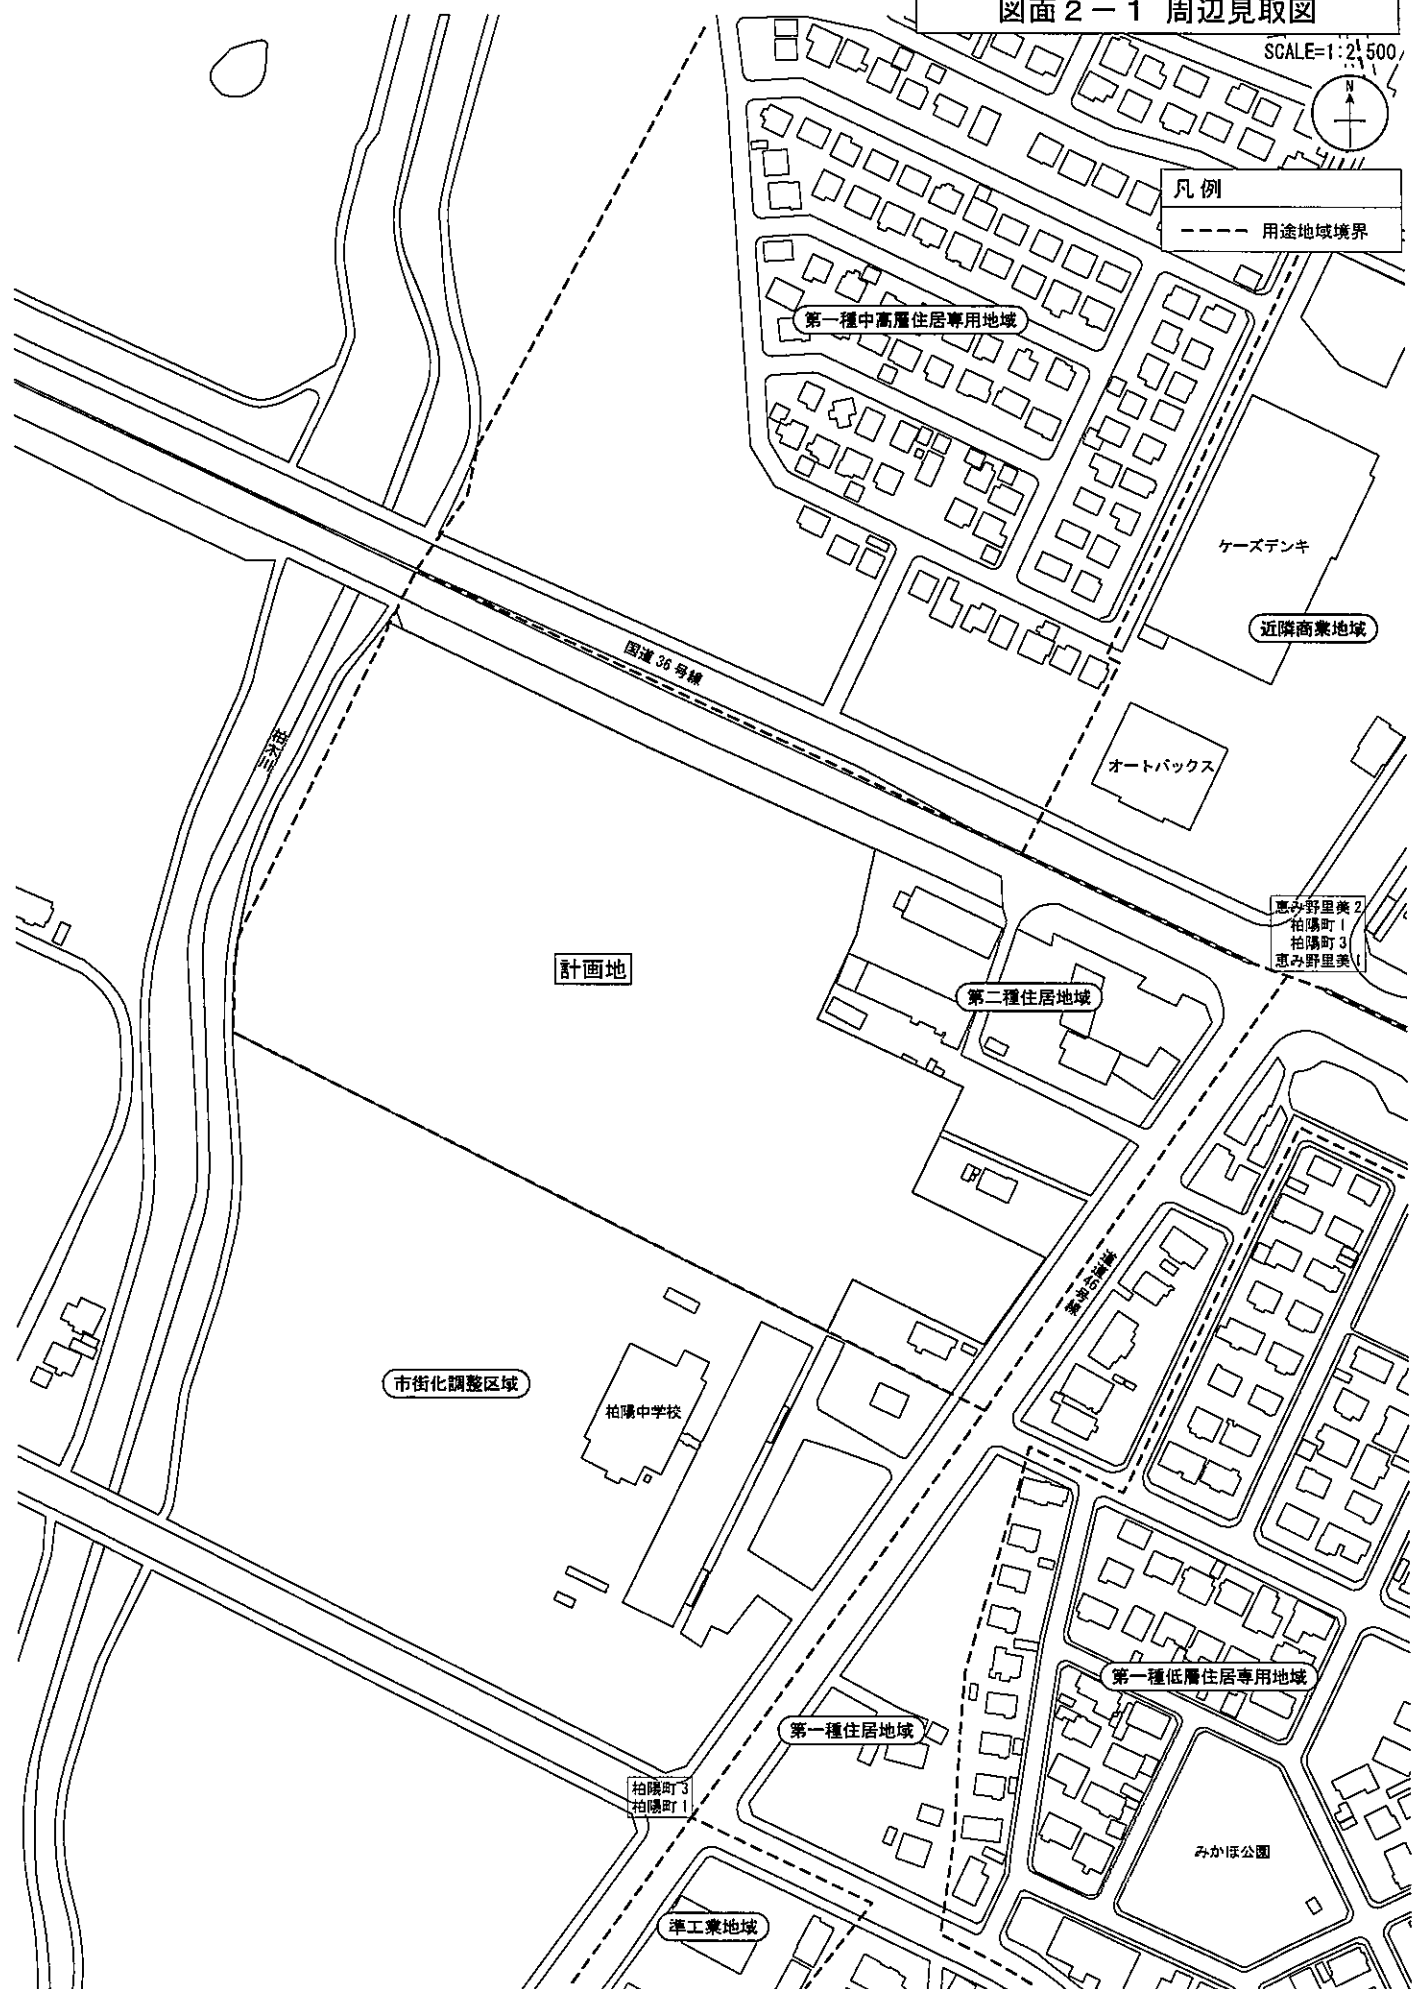 図面2-1 周辺見取図
SCALE=1:2,500
N
凡例
用途地域境界
第一種中高層住居専用地域
ケーズデンキ
近隣商業地域
国道36号線
柏木川
オートバックス
恵み野里美2
柏陽町1
柏陽町3
恵み野里美1
計画地
第二種住居地域
道道46号線
市街化調整区域
柏陽中学校
第一種低層住居専用地域
第一種住居地域
柏陽町3
柏陽町1
みかほ公園
準工業地域